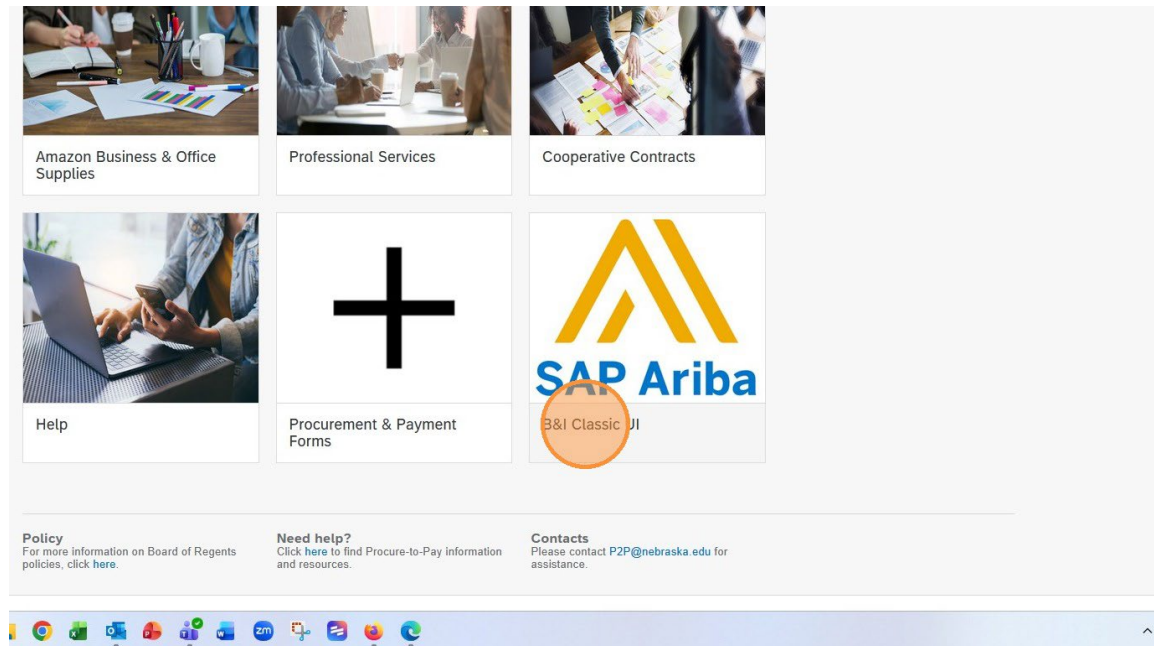 Amazon Business & Office
Supplies
Professional Services
Cooperative Contracts
SAP Ariba
Help
Procurement & Payment
Forms
B&I Classic UI
Policy
For more information on Board of Regents
policies, click here.
Need help?
Click here to find Procure-to-Pay information
and resources.
Contacts
Please contact P2P@nebraska.edu for
assistance.
zm